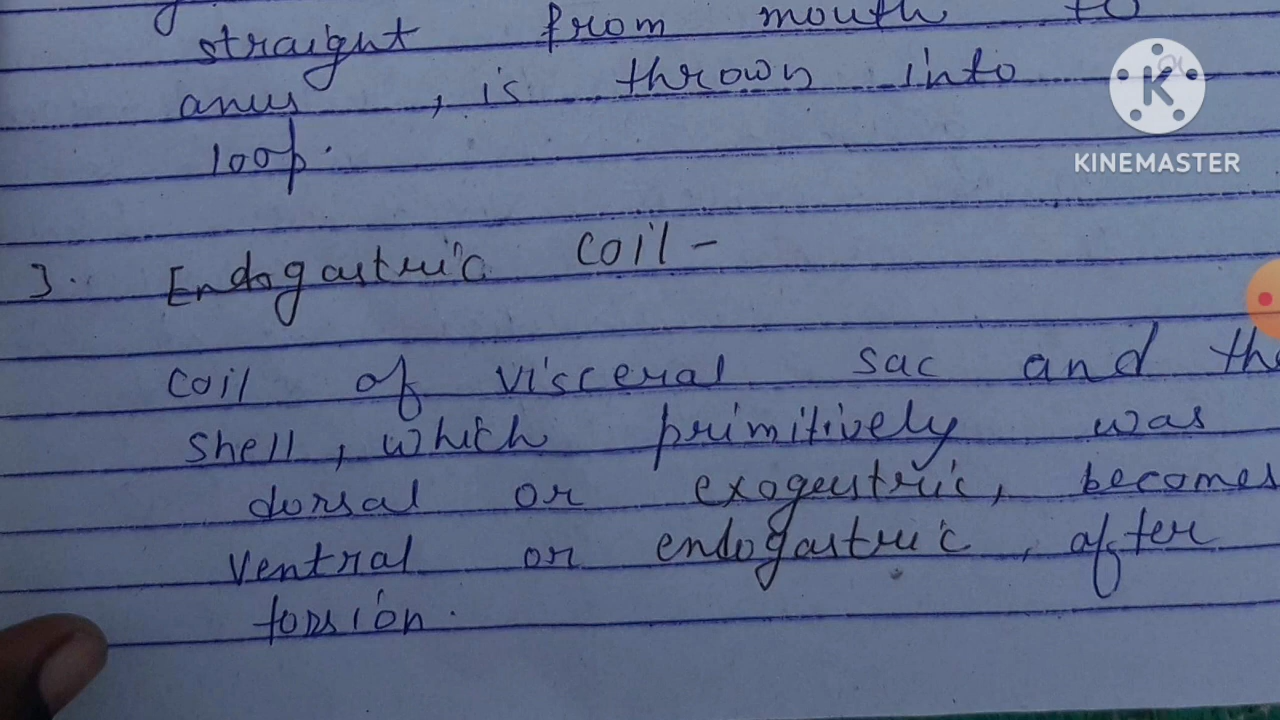 straight from mouth to
anus, is thrown into
loop.
KINEMASTER
3. Endogastric coil-
coil of visceral sac and the
shell, which primitively was
dorsal or exogastric, becomes
ventral or endogastric, after
torsion.